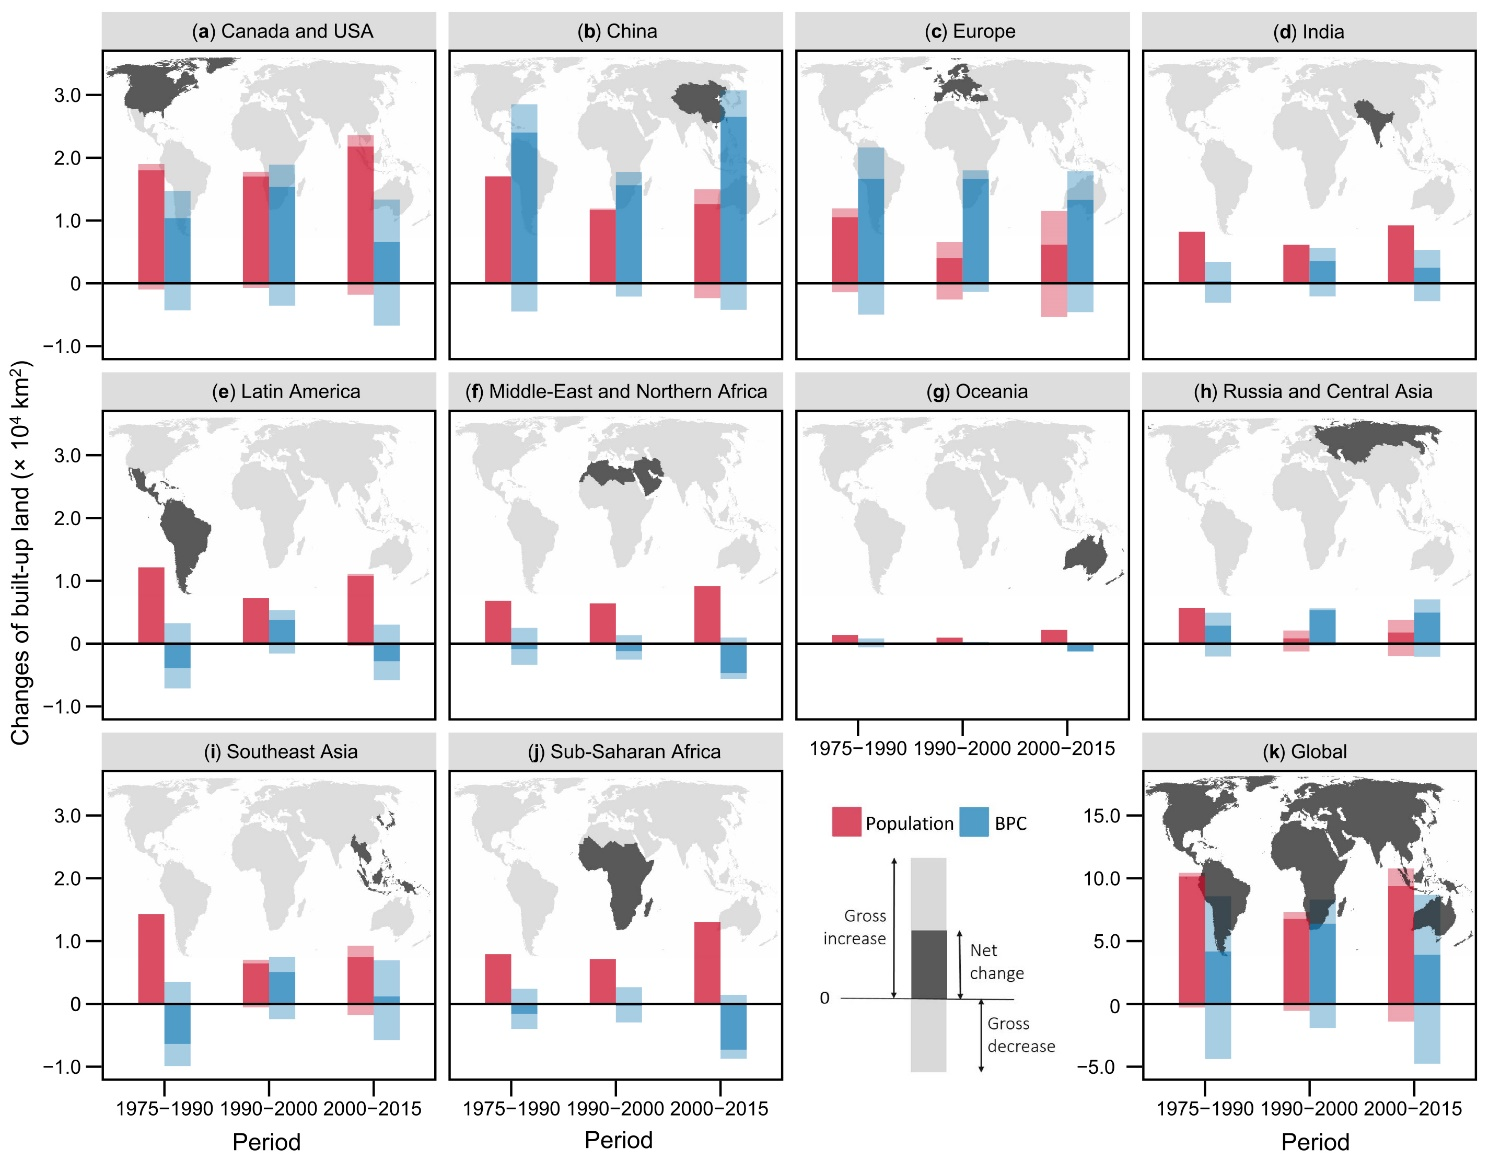 (a) Canada and USA
(b) China
(c) Europe
(d) India
3.0
2.0
1.0
0
−1.0
Changes of built-up land (× 10⁴ km²)
(e) Latin America
(f) Middle-East and Northern Africa
(g) Oceania
(h) Russia and Central Asia
3.0
2.0
1.0
0
−1.0
1975−1990 1990−2000 2000−2015
(i) Southeast Asia
(j) Sub-Saharan Africa
(k) Global
3.0
2.0
1.0
0
−1.0
Population BPC
Gross
increase
Net
change
0
Gross
decrease
15.0
10.0
5.0
0
−5.0
1975−1990 1990−2000 2000−2015
Period
1975−1990 1990−2000 2000−2015
Period
1975−1990 1990−2000 2000−2015
Period